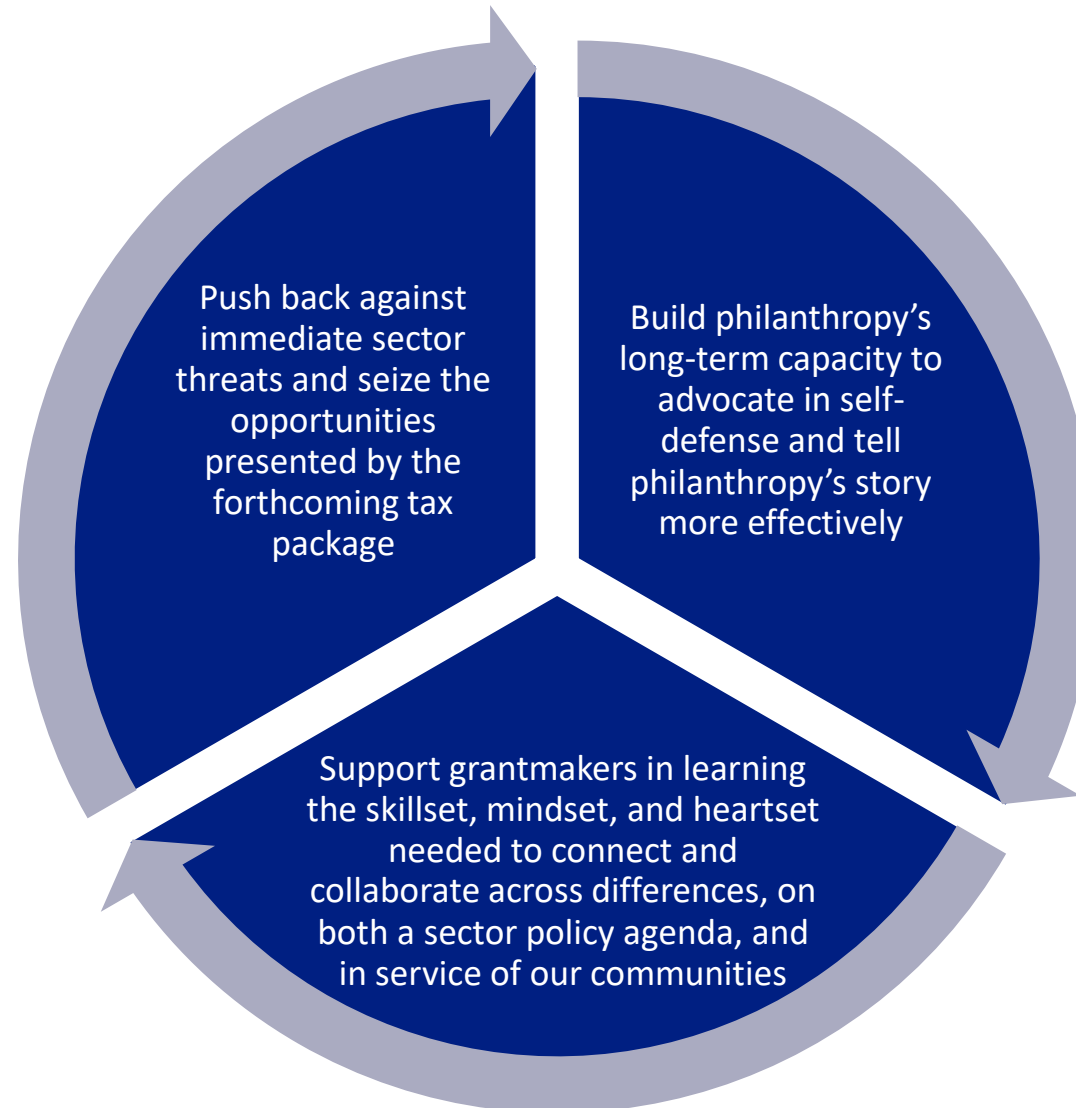 Push back against
immediate sector
threats and seize the
opportunities
presented by the
forthcoming tax
package
Build philanthropy’s
long-term capacity to
advocate in self-
defense and tell
philanthropy’s story
more effectively
Support grantmakers in learning
the skillset, mindset, and heartset
needed to connect and
collaborate across differences, on
both a sector policy agenda, and
in service of our communities